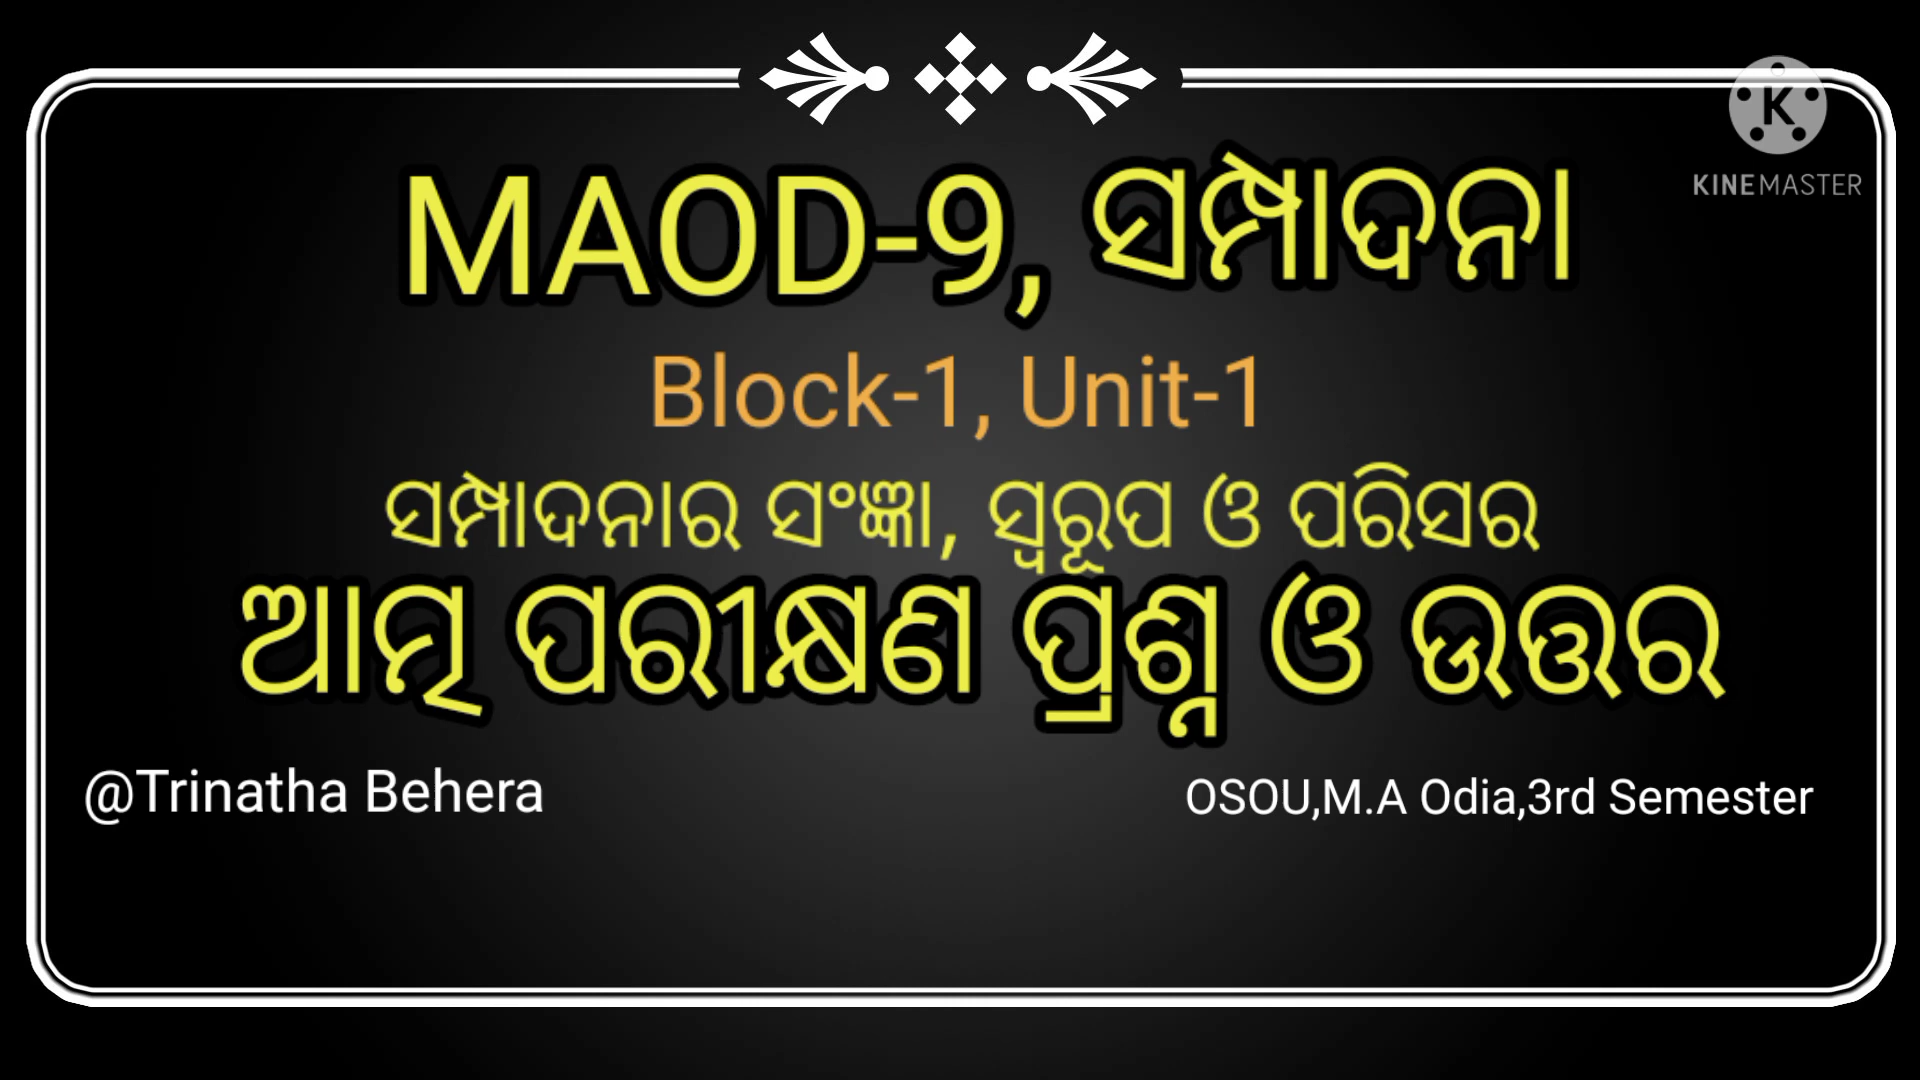 KINEMASTER
MAOD-9, ସମ୍ପାଦନା
Block-1, Unit-1
ସମ୍ପାଦନାର ସଂଜ୍ଞା, ସ୍ୱରୂପ ଓ ପରିସର
ଆତ୍ମ ପରୀକ୍ଷଣ ପ୍ରଶ୍ନ ଓ ଉତ୍ତର
@Trinatha Behera
OSOU,M.A Odia,3rd Semester